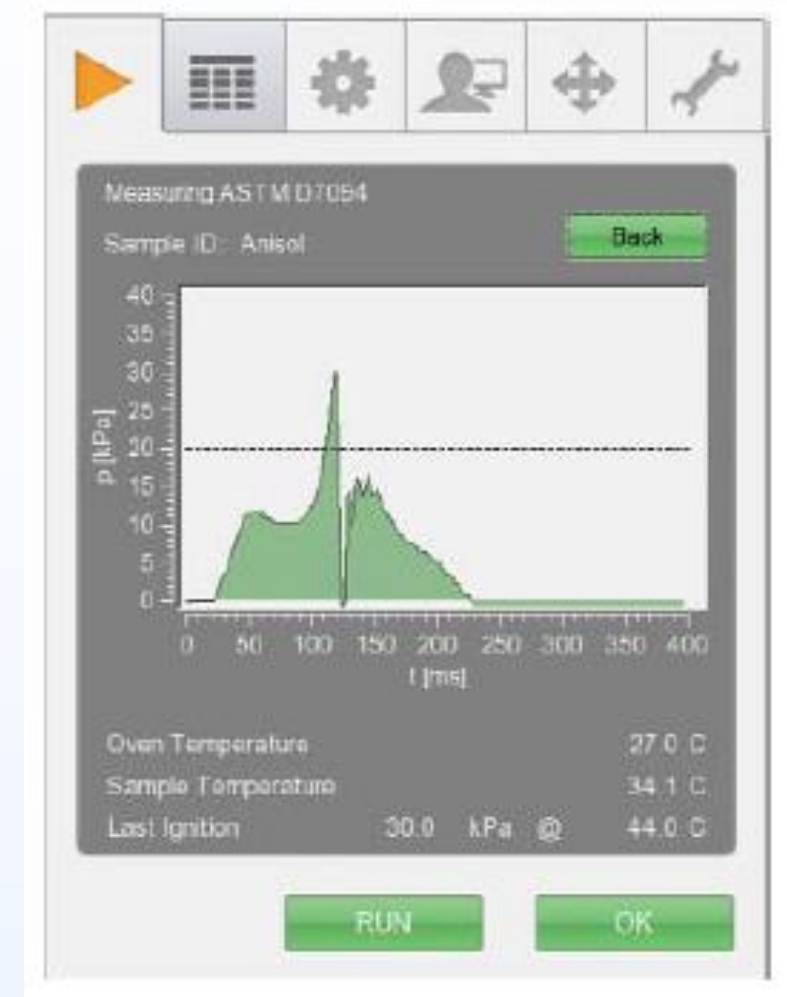 Measuring ASTM D7094
Sample ID: Anisol
Back
40
35
30
25
20
15
10
5
0
p [kPa]
0 50 100 150 200 250 300 350 400
t [ms]
Oven Temperature 27.0 C
Sample Temperature 34.1 C
Last Ignition 30.0 kPa @ 44.0 C
RUN OK